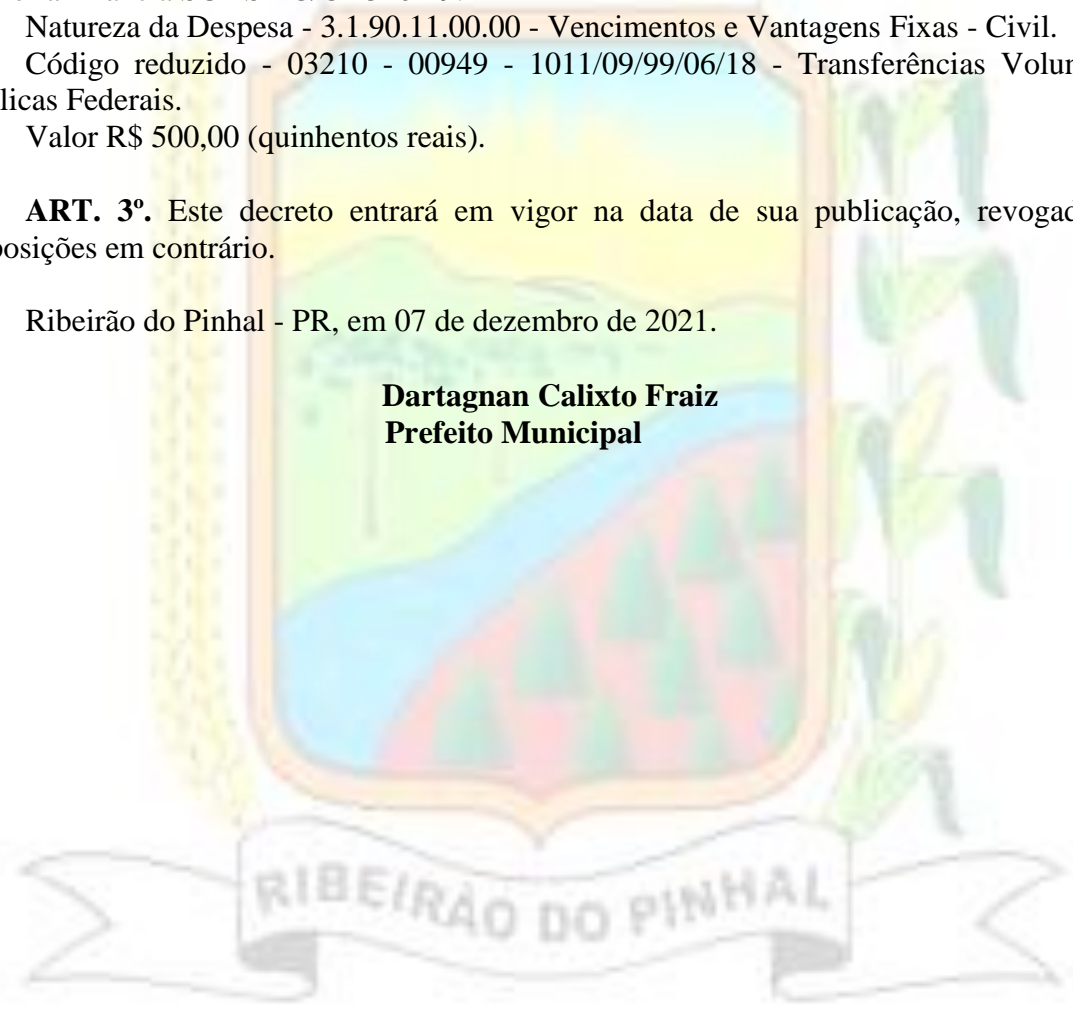 Natureza da Despesa - 3.1.90.11.00.00 - Vencimentos e Vantagens Fixas - Civil.
Código reduzido - 03210 - 00949 - 1011/09/99/06/18 - Transferências Volun
licas Federais.
Valor R$ 500,00 (quinhentos reais).
ART. 3º. Este decreto entrará em vigor na data de sua publicação, revogad
posições em contrário.
Ribeirão do Pinhal - PR, em 07 de dezembro de 2021.
Dartagnan Calixto Fraiz
Prefeito Municipal
RIBEIRÃO DO PINHAL